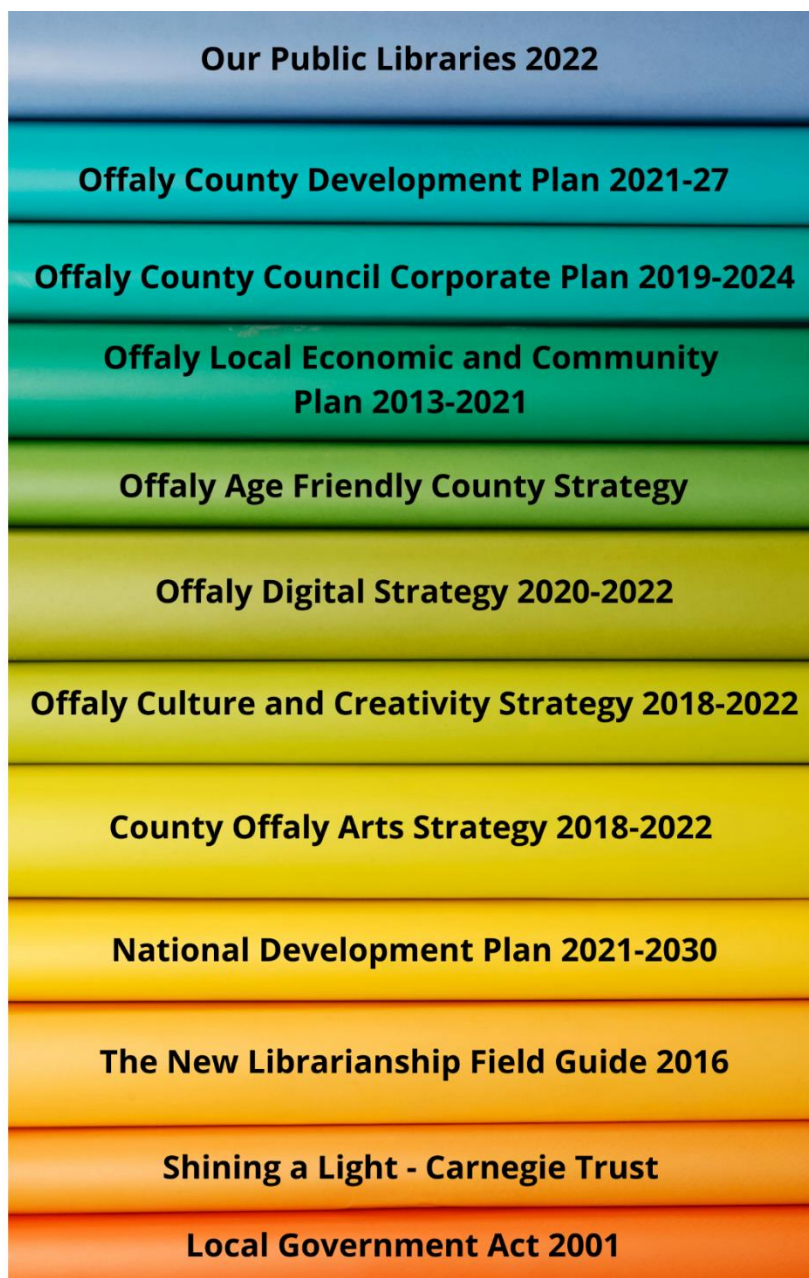 Our Public Libraries 2022
Offaly County Development Plan 2021-27
Offaly County Council Corporate Plan 2019-2024
Offaly Local Economic and Community
Plan 2013-2021
Offaly Age Friendly County Strategy
Offaly Digital Strategy 2020-2022
Offaly Culture and Creativity Strategy 2018-2022
County Offaly Arts Strategy 2018-2022
National Development Plan 2021-2030
The New Librarianship Field Guide 2016
Shining a Light - Carnegie Trust
Local Government Act 2001